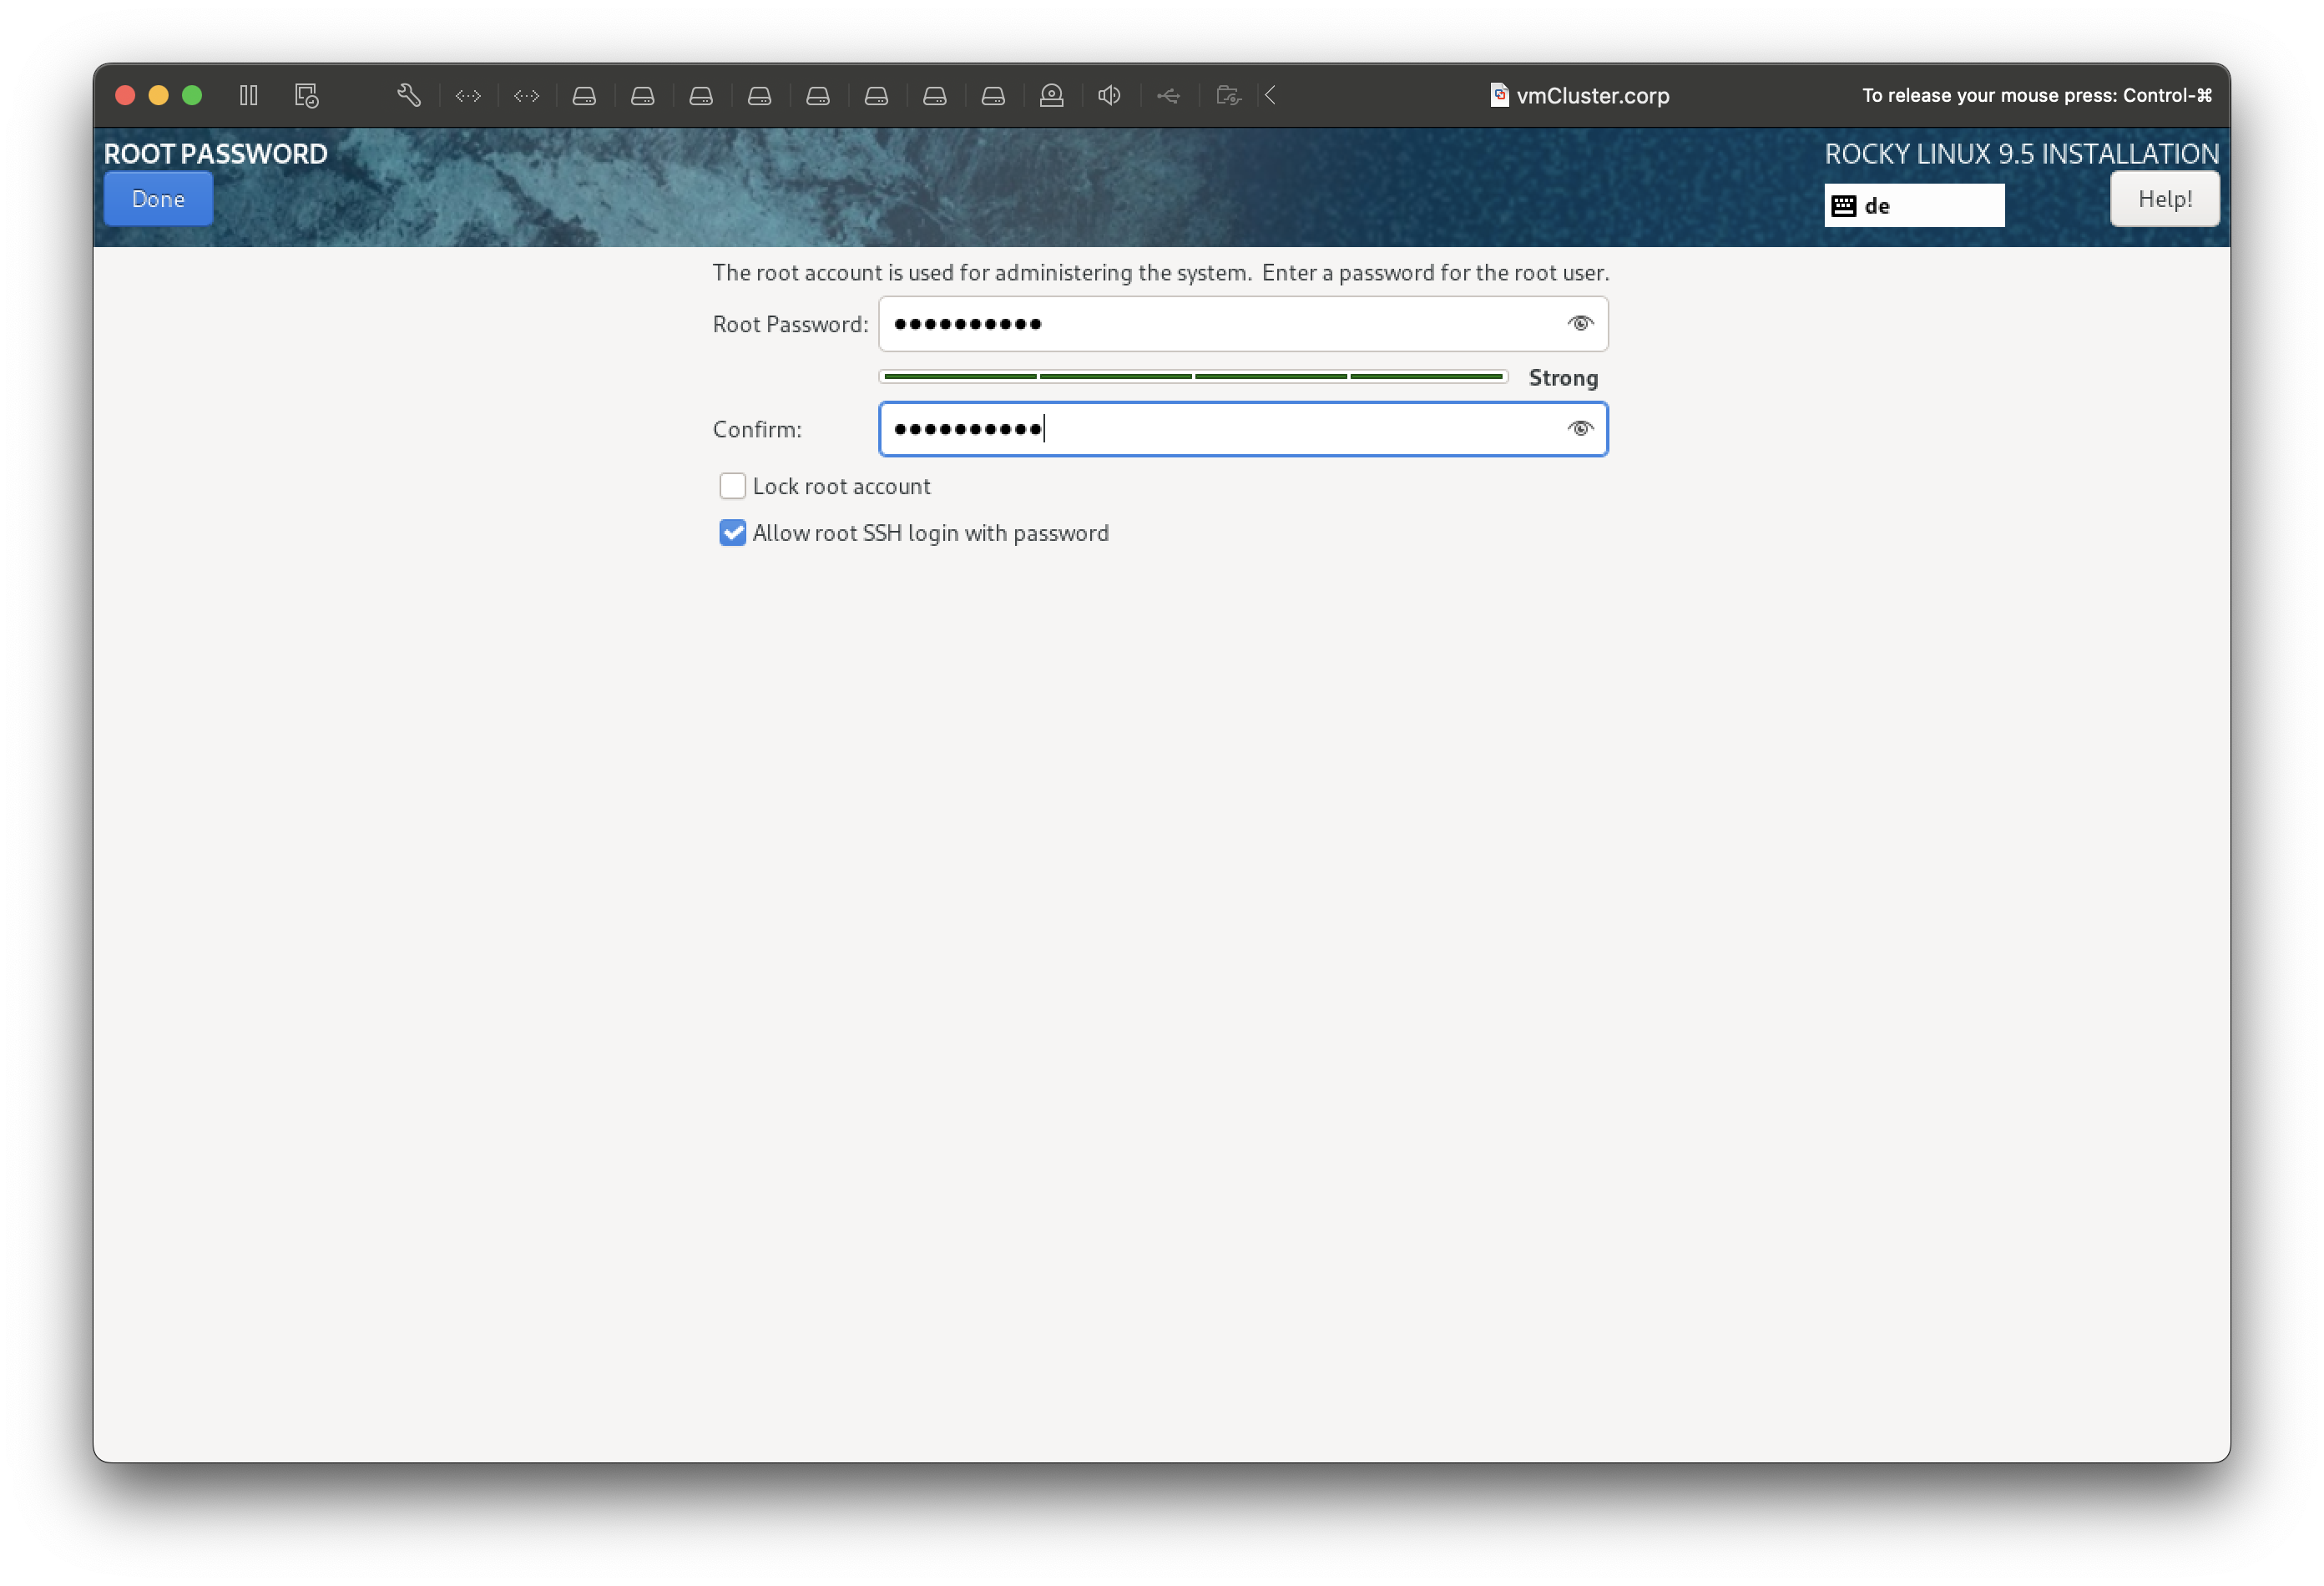 vmCluster.corp
To release your mouse press: Control-⌘
ROOT PASSWORD
ROCKY LINUX 9.5 INSTALLATION
Done
de
Help!
The root account is used for administering the system.  Enter a password for the root user.
Root Password: ●●●●●●●●●●
Strong
Confirm: ●●●●●●●●●●
Lock root account
Allow root SSH login with password